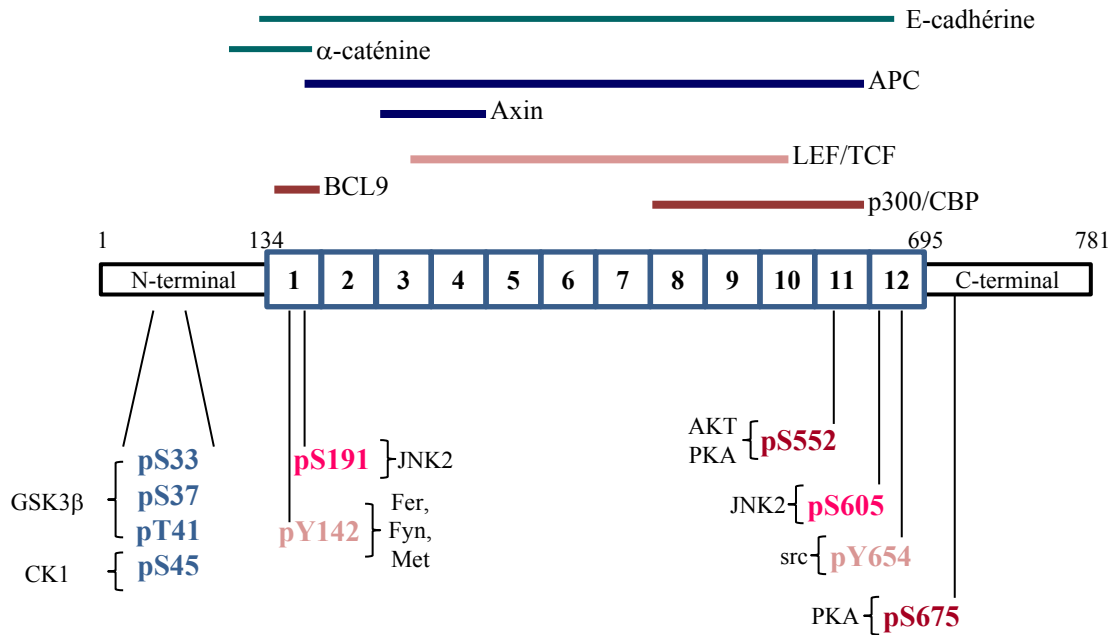 E-cadhérine
α-caténine
APC
Axin
LEF/TCF
BCL9
p300/CBP
1 134 695 781
N-terminal 1 2 3 4 5 6 7 8 9 10 11 12 C-terminal
GSK3β
pS33
pS37
pT41
CK1
pS45
pS191 JNK2
pY142
Fer,
Fyn,
Met
AKT
PKA
pS552
JNK2 pS605
src pY654
PKA pS675